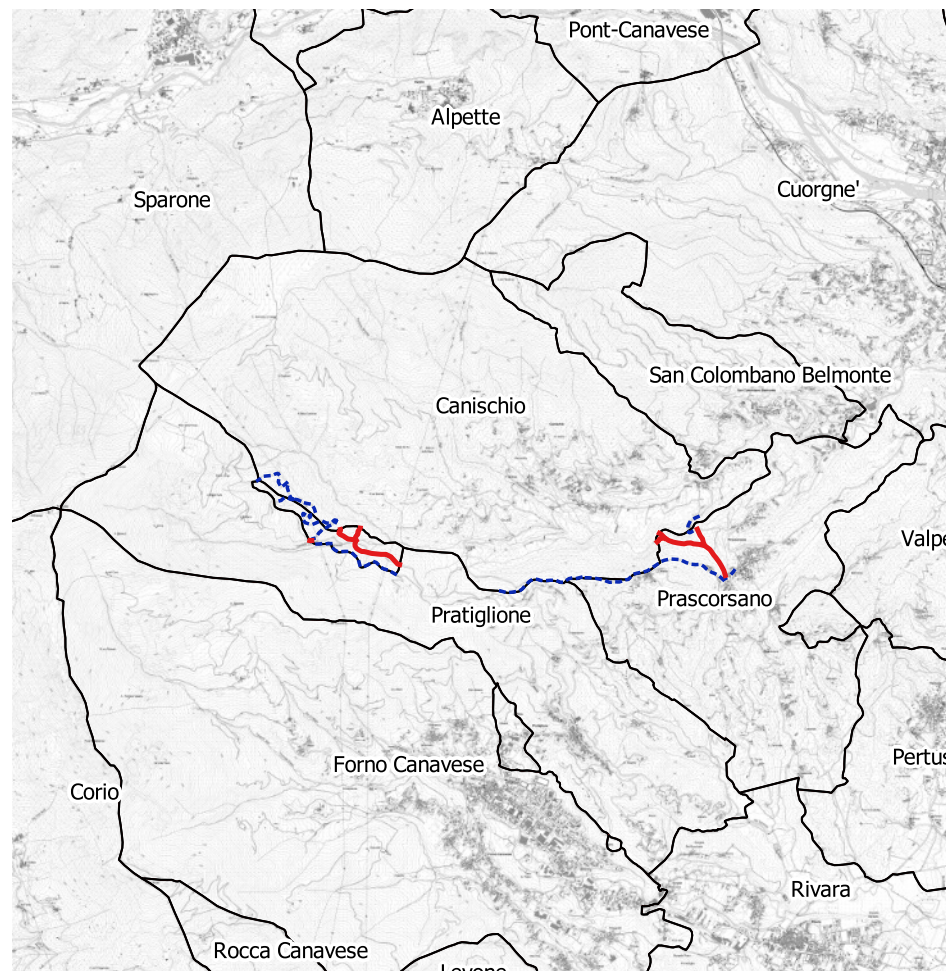 Pont-Canavese
Alpette
Cuorgne'
Sparone
San Colombano Belmonte
Canischio
Valpe
Prascorsano
Pratiglione
Pertus
Forno Canavese
Corio
Rivara
Rocca Canavese
Levone